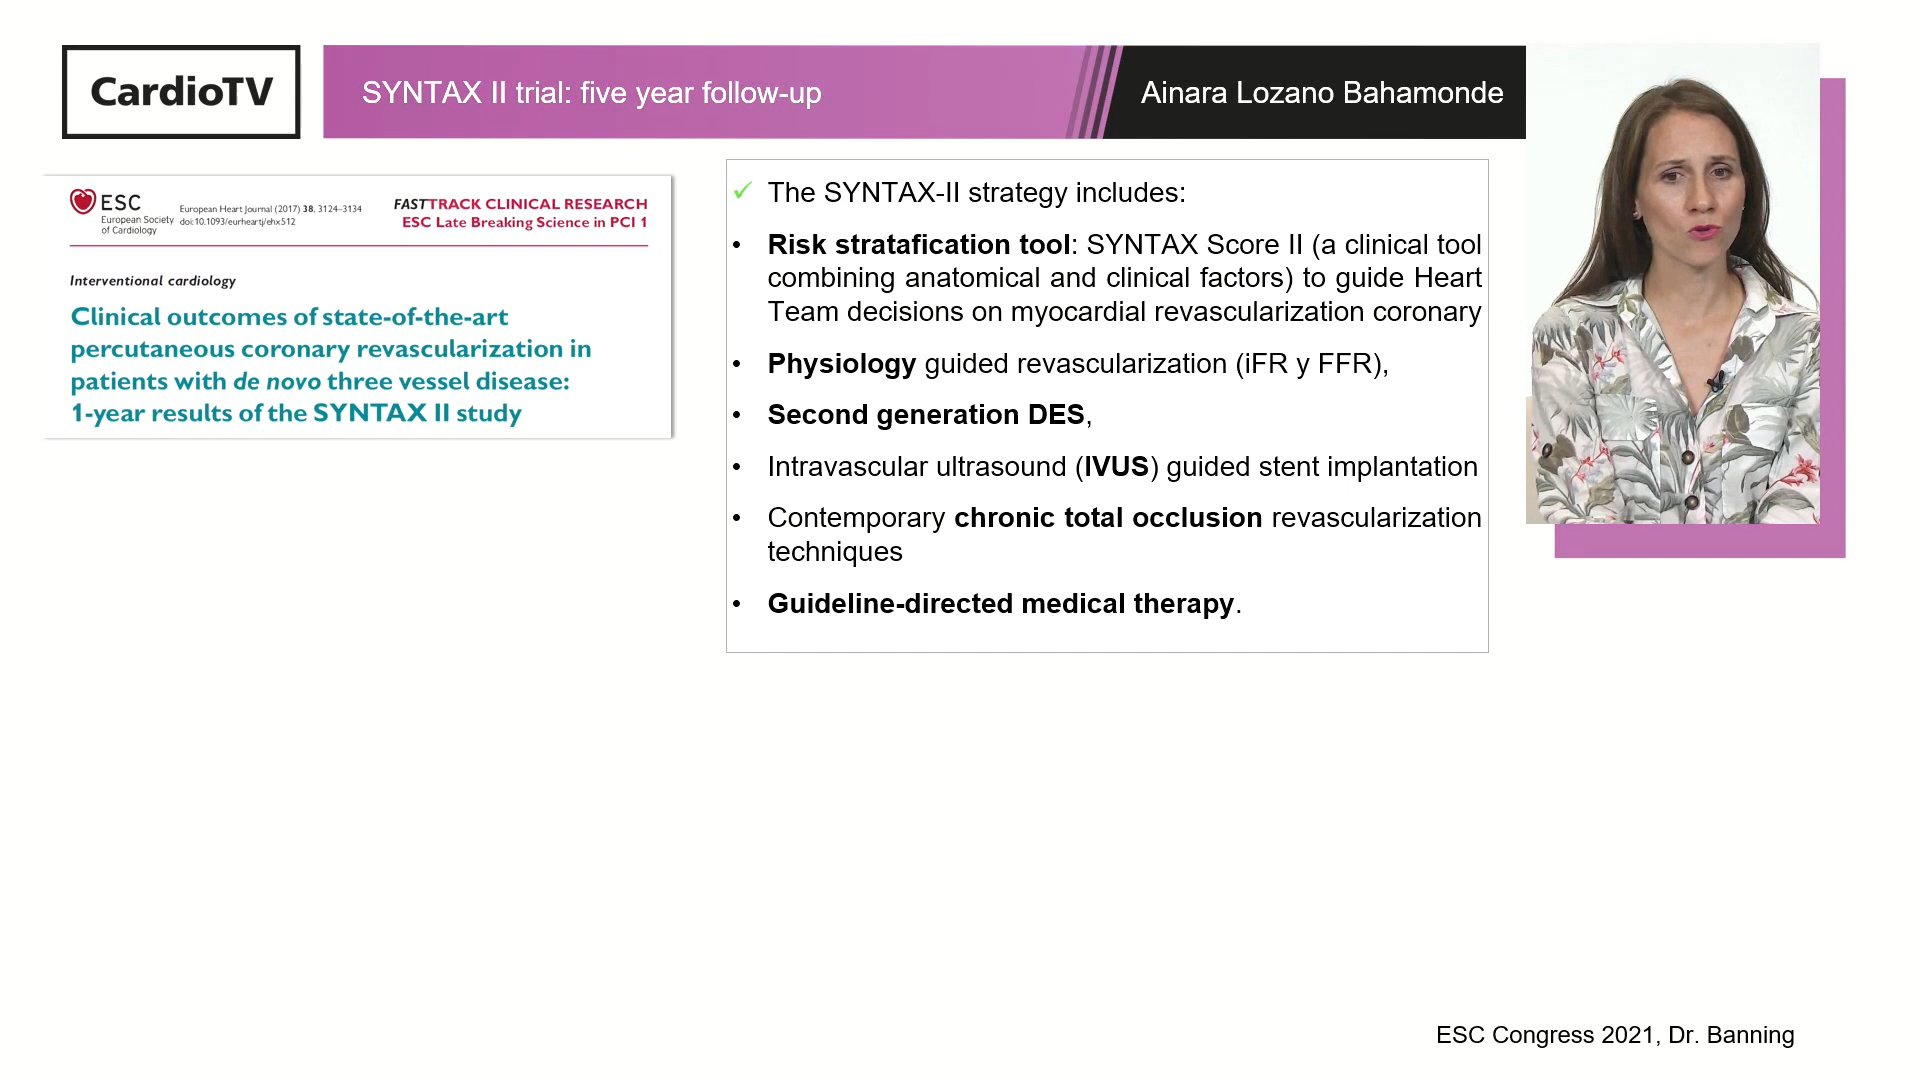 CardioTV
SYNTAX II trial: five year follow-up
Ainara Lozano Bahamonde
ESC
European Society
of Cardiology
European Heart Journal (2017) 38, 3124–3134
doi:10.1093/eurheartj/ehx512
FASTTRACK CLINICAL RESEARCH
ESC Late Breaking Science in PCI 1
Interventional cardiology
Clinical outcomes of state-of-the-art
percutaneous coronary revascularization in
patients with de novo three vessel disease:
1-year results of the SYNTAX II study
✓ The SYNTAX-II strategy includes:
• Risk stratafication tool: SYNTAX Score II (a clinical tool
combining anatomical and clinical factors) to guide Heart
Team decisions on myocardial revascularization coronary
• Physiology guided revascularization (iFR y FFR),
• Second generation DES,
• Intravascular ultrasound (IVUS) guided stent implantation
• Contemporary chronic total occlusion revascularization
techniques
• Guideline-directed medical therapy.
ESC Congress 2021, Dr. Banning